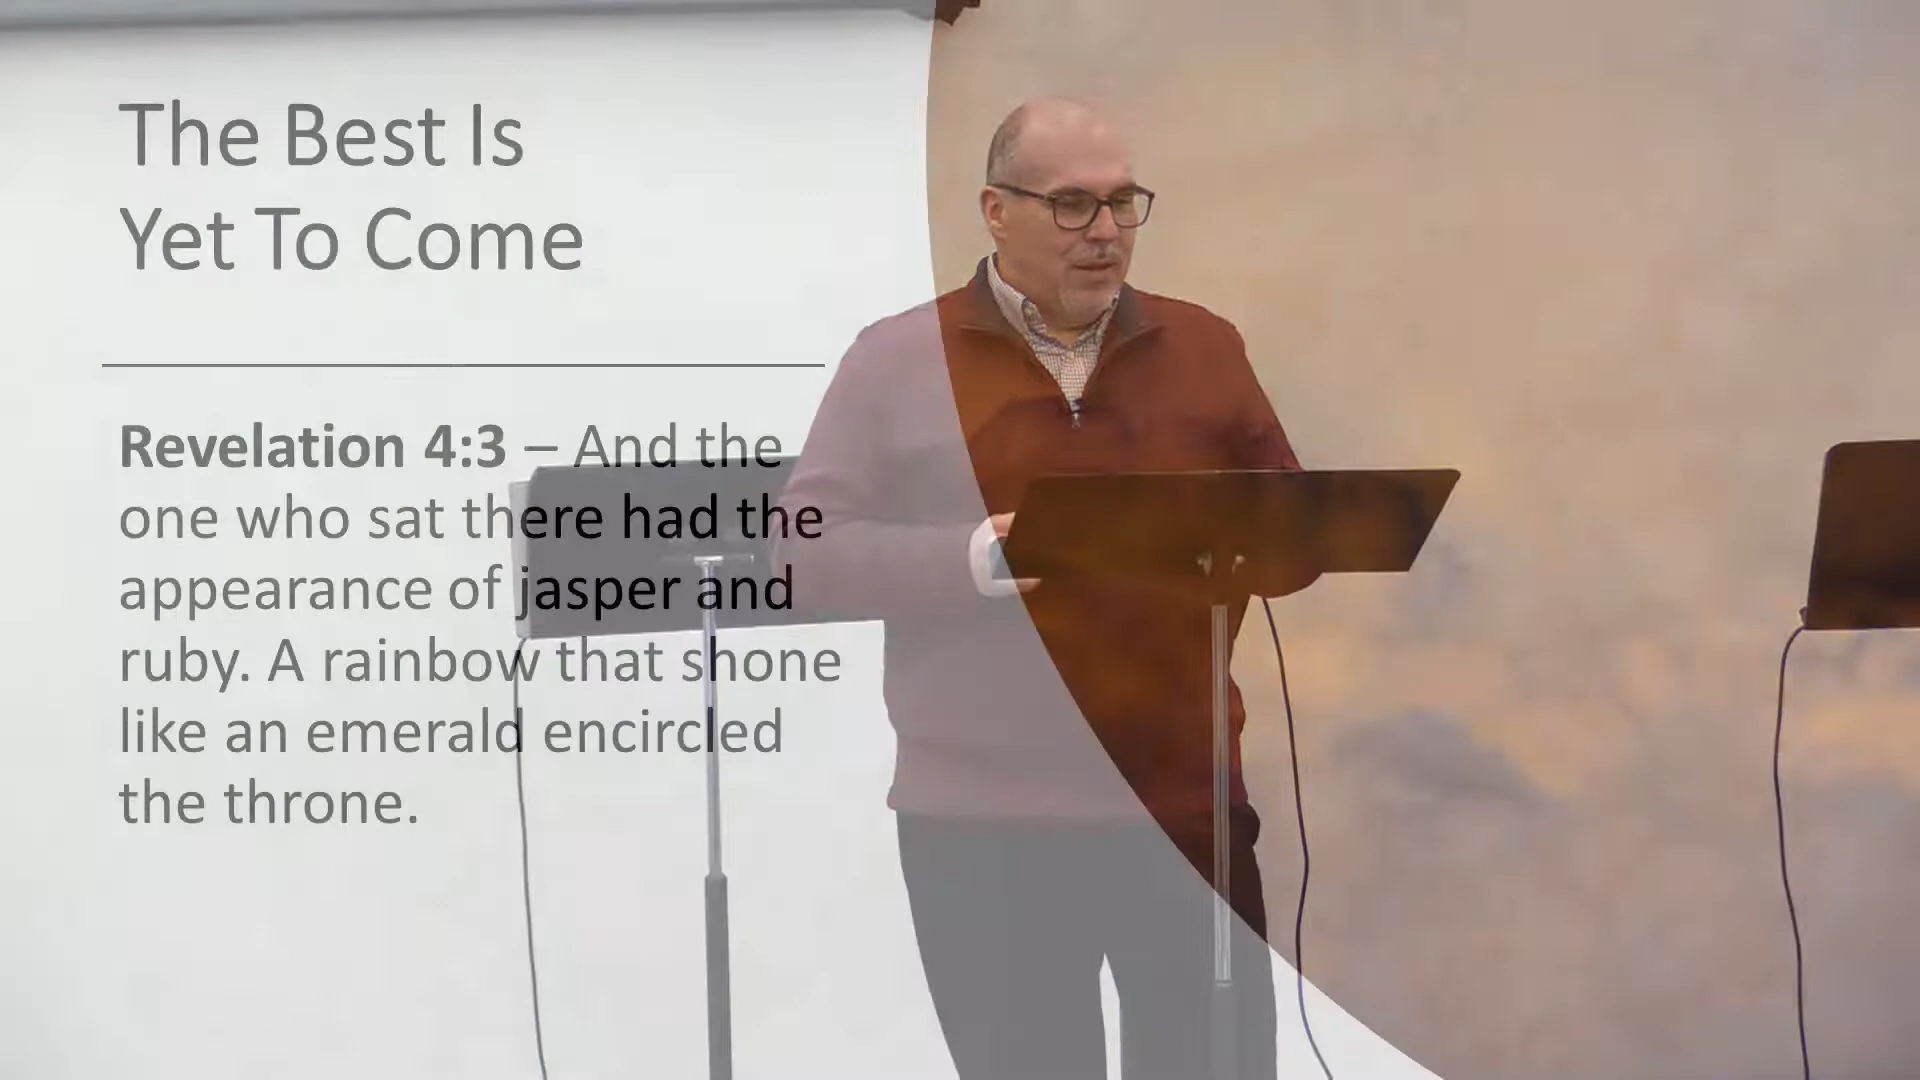 The Best Is
Yet To Come
Revelation 4:3 – And the
one who sat there had the
appearance of jasper and
ruby. A rainbow that shone
like an emerald encircled
the throne.